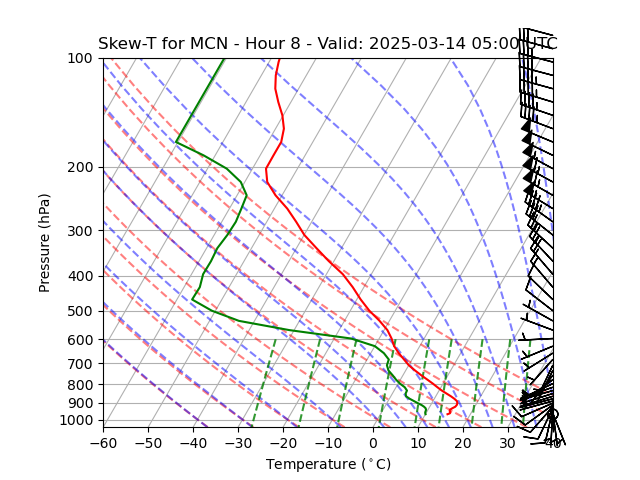 Skew-T for MCN - Hour 8 - Valid: 2025-03-14 05:00 UTC
100
200
300
400
500
600
700
800
900
1000
Pressure (hPa)
−60 −50 −40 −30 −20 −10 0 10 20 30 40
Temperature (°C)